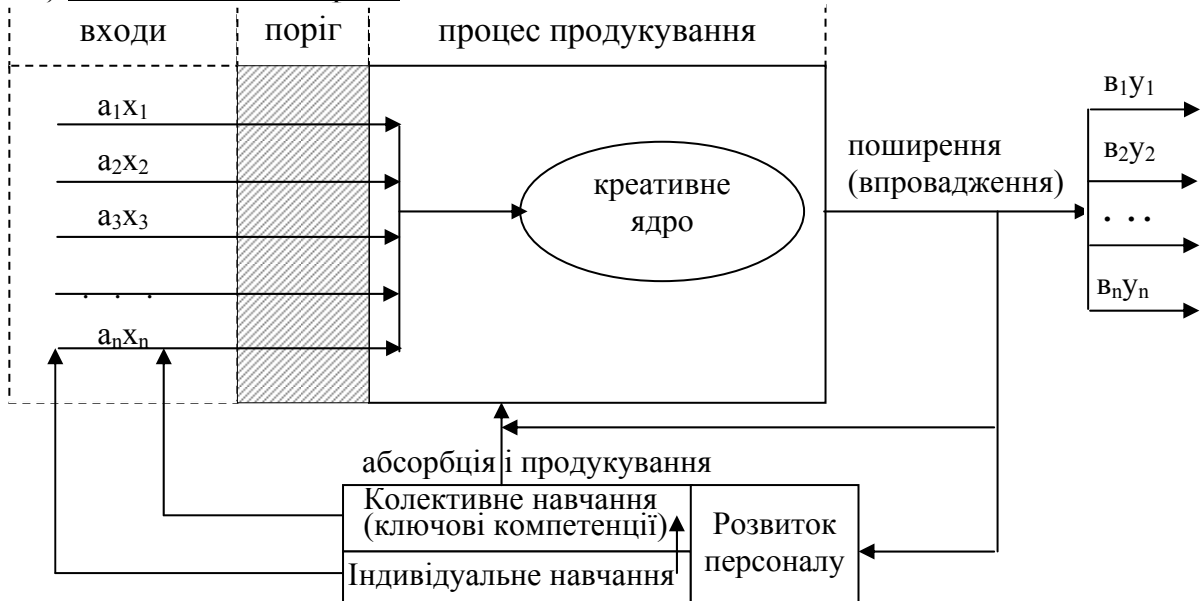 входи поріг процес продукування
a₁x₁
a₂x₂
a₃x₃
. . .
aₙxₙ
креативне
ядро
поширення
(впровадження)
в₁y₁
в₂y₂
. . .
вₙyₙ
абсорбція і продукування
Колективне навчання
(ключові компетенції)
Індивідуальне навчання
Розвиток
персоналу